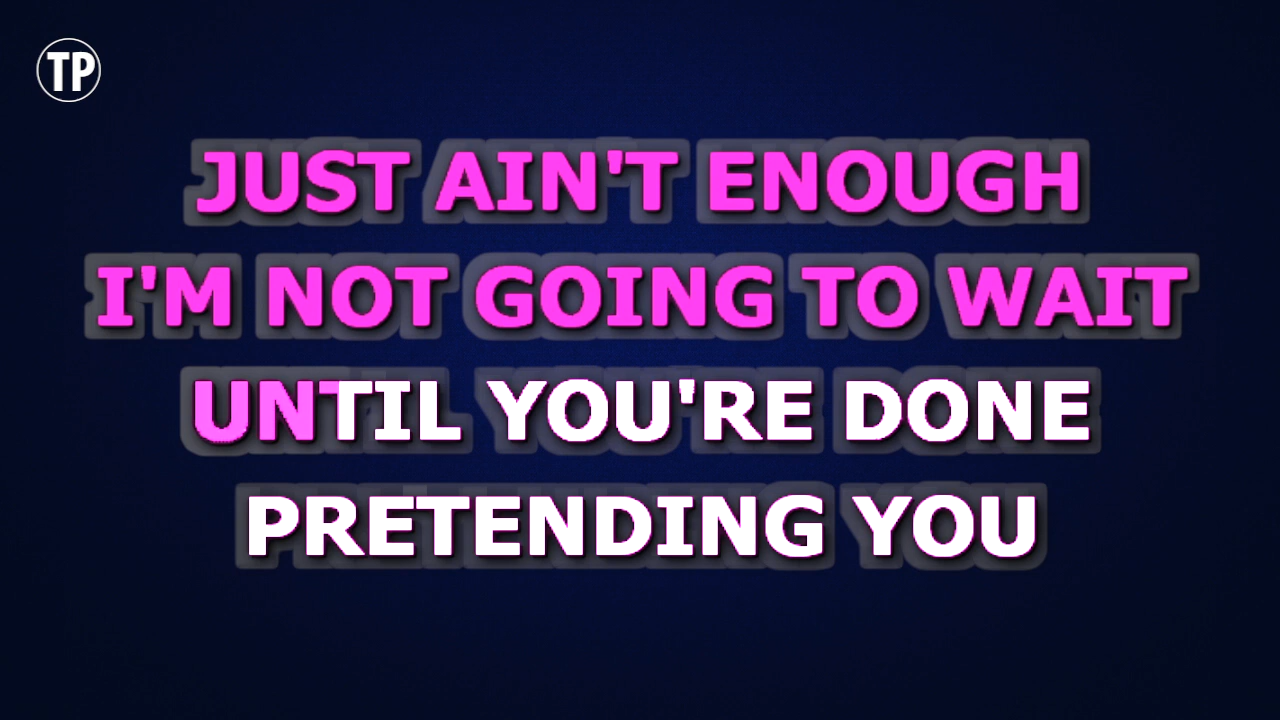 TP
JUST AIN'T ENOUGH
I'M NOT GOING TO WAIT
UNTIL YOU'RE DONE
PRETENDING YOU